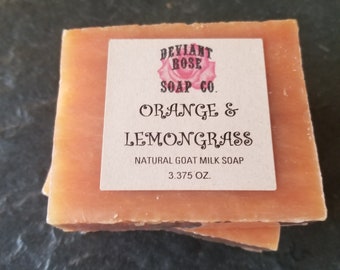 DEVIANT
ROSE
SOAP CO.
ORANGE &
LEMONGRASS
NATURAL GOAT MILK SOAP
3.375 OZ.